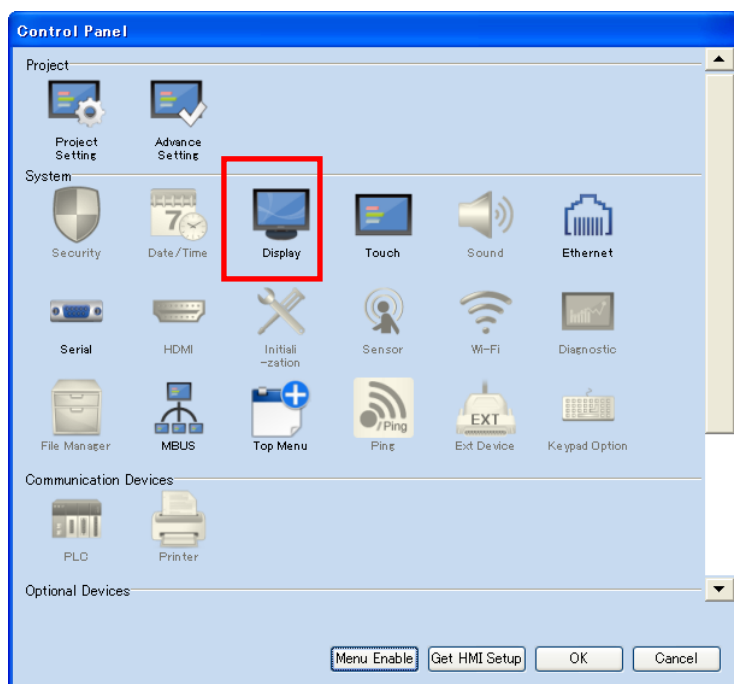 Control Panel
Project
Project
Setting
Advance
Setting
System
Security
7
Date/Time
Display
Touch
Sound
Ethernet
Serial
HDMI
Initiali
-zation
Sensor
Wi-Fi
Diagnostic
File Manager
MBUS
Top Menu
/Ping
Ping
EXT
Ext Device
Keypad Option
Communication Devices
PLC
Printer
Optional Devices
Menu Enable
Get HMI Setup
OK
Cancel